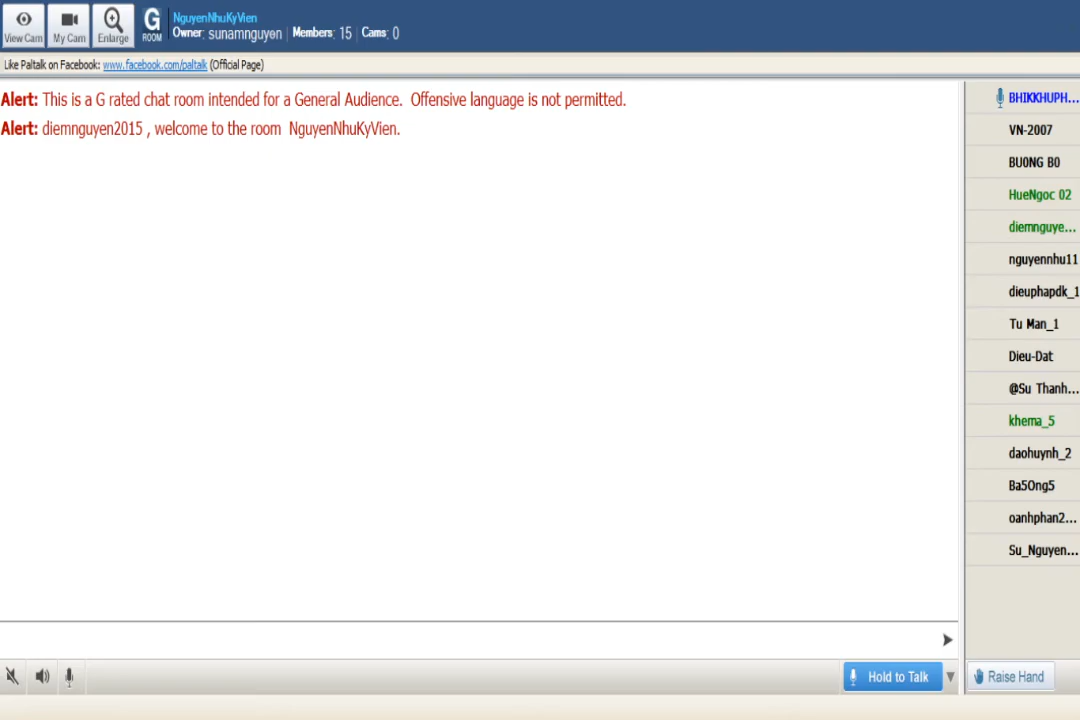 View Cam
My Cam
Enlarge
G
ROOM
NguyenNhuKyVien
Owner: sunamnguyen | Members: 15 | Cams: 0
Like Paltalk on Facebook: www.facebook.com/paltalk (Official Page)
Alert: This is a G rated chat room intended for a General Audience. Offensive language is not permitted.
Alert: diemnguyen2015 , welcome to the room NguyenNhuKyVien.
BHIKKHUPH...
VN-2007
BU0NG B0
HueNgoc 02
diemnguye...
nguyennhu11
dieuphapdk_1
Tu Man_1
Dieu-Dat
@Su Thanh...
khema_5
daohuynh_2
Ba5Ong5
oanhphan2...
Su_Nguyen...
Hold to Talk
Raise Hand